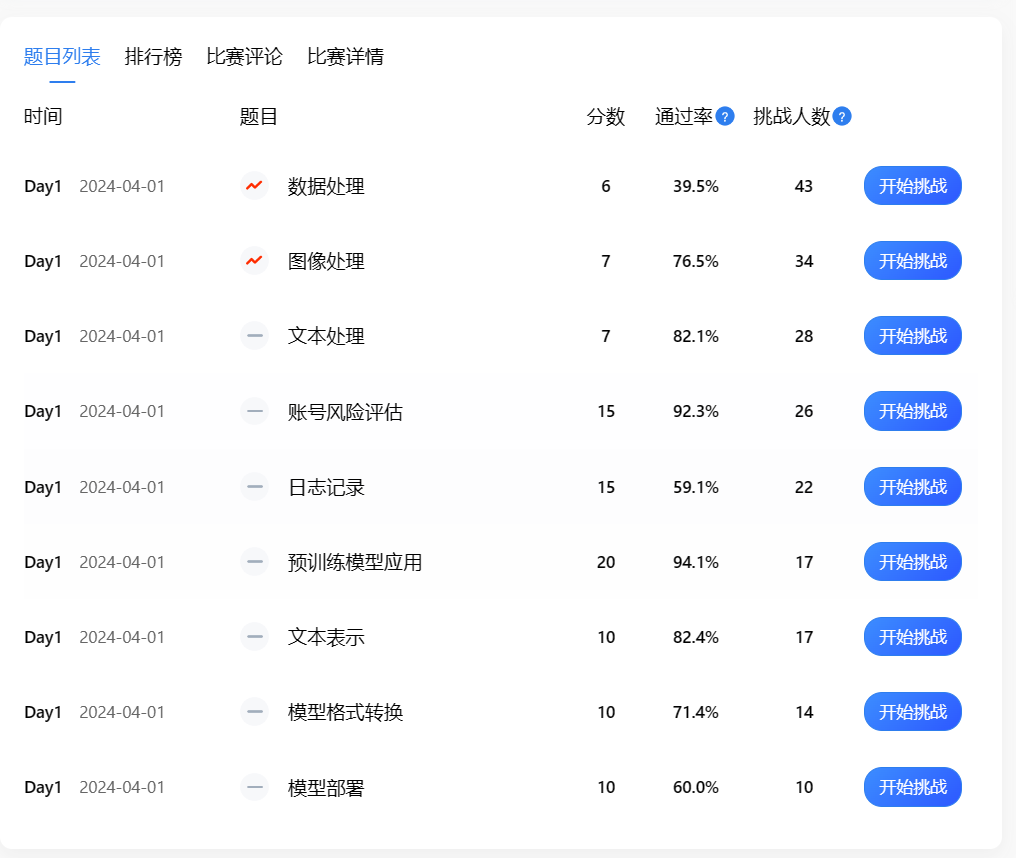 题目列表 排行榜 比赛评论 比赛详情
时间 题目 分数 通过率 ? 挑战人数 ?
Day1 2024-04-01 数据处理 6 39.5% 43 开始挑战
Day1 2024-04-01 图像处理 7 76.5% 34 开始挑战
Day1 2024-04-01 文本处理 7 82.1% 28 开始挑战
Day1 2024-04-01 账号风险评估 15 92.3% 26 开始挑战
Day1 2024-04-01 日志记录 15 59.1% 22 开始挑战
Day1 2024-04-01 预训练模型应用 20 94.1% 17 开始挑战
Day1 2024-04-01 文本表示 10 82.4% 17 开始挑战
Day1 2024-04-01 模型格式转换 10 71.4% 14 开始挑战
Day1 2024-04-01 模型部署 10 60.0% 10 开始挑战